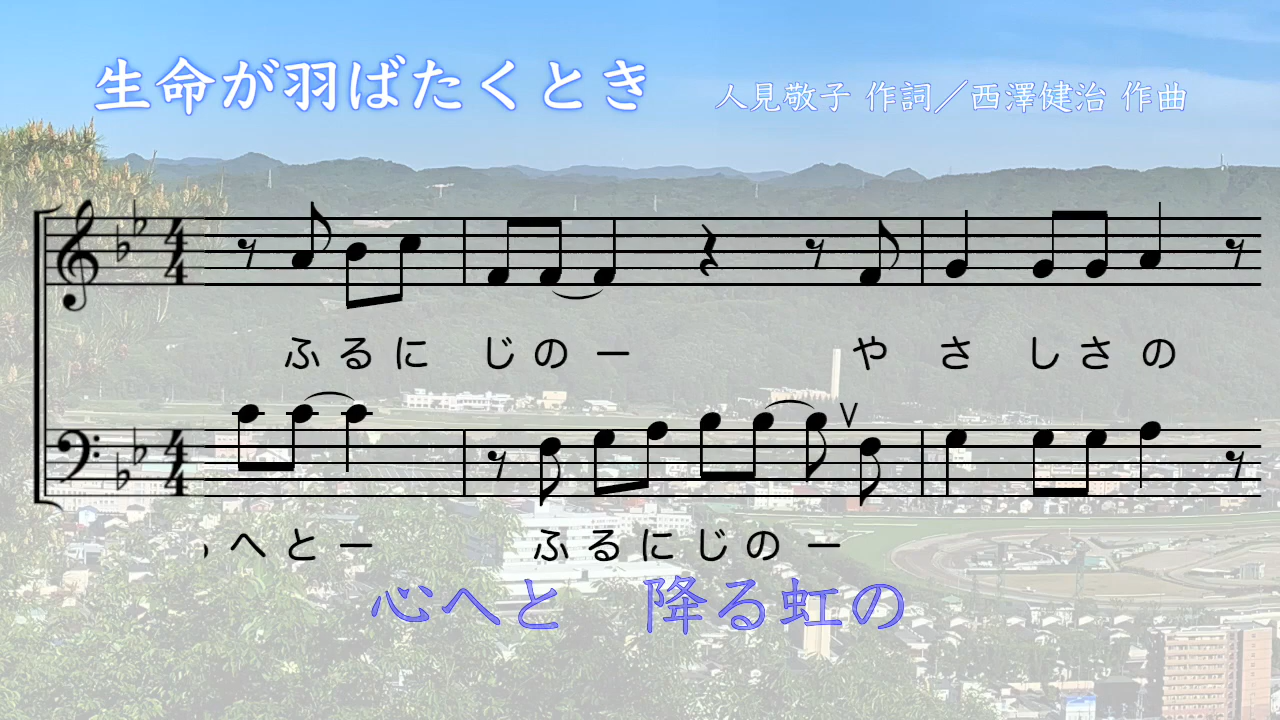 生命が羽ばたくとき 人見敬子 作詞／西澤健治 作曲
ふるに じのー や さ しさの
へとー ふるにじのー
心へと 降る虹の